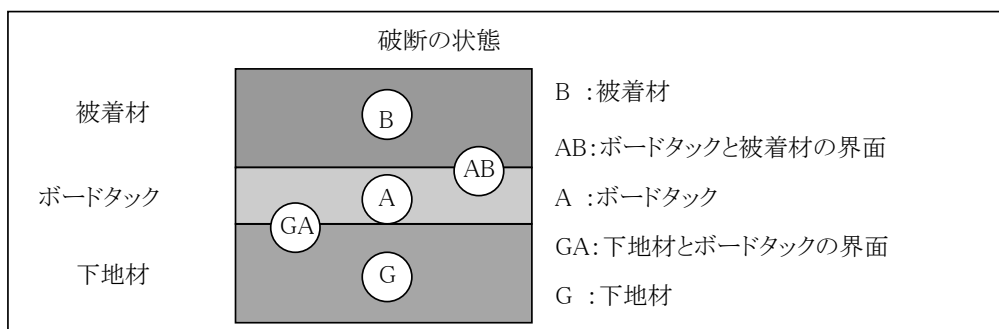 破断の状態
被着材
ボードタック
下地材
B
AB
A
GA
G
B :被着材
AB:ボードタックと被着材の界面
A :ボードタック
GA:下地材とボードタックの界面
G :下地材